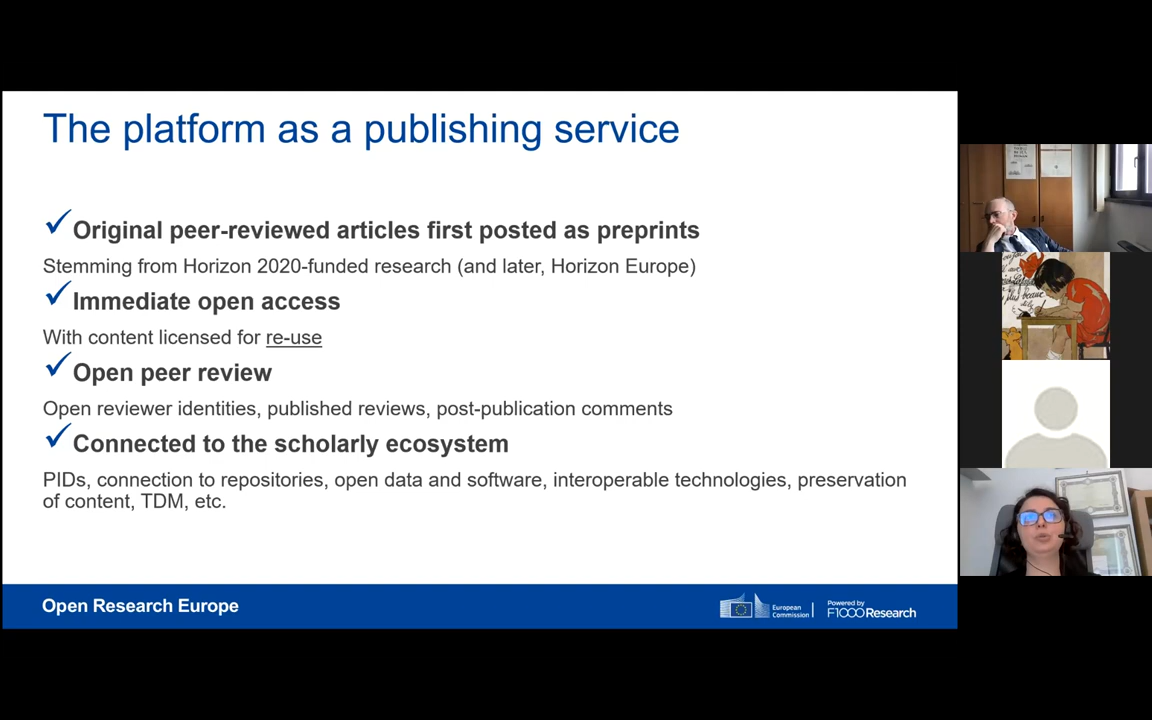 The platform as a publishing service
✓Original peer-reviewed articles first posted as preprints
Stemming from Horizon 2020-funded research (and later, Horizon Europe)
✓Immediate open access
With content licensed for re-use
✓Open peer review
Open reviewer identities, published reviews, post-publication comments
✓Connected to the scholarly ecosystem
PIDs, connection to repositories, open data and software, interoperable technologies, preservation
of content, TDM, etc.
Open Research Europe
European
Commission
Powered by
F1000Research